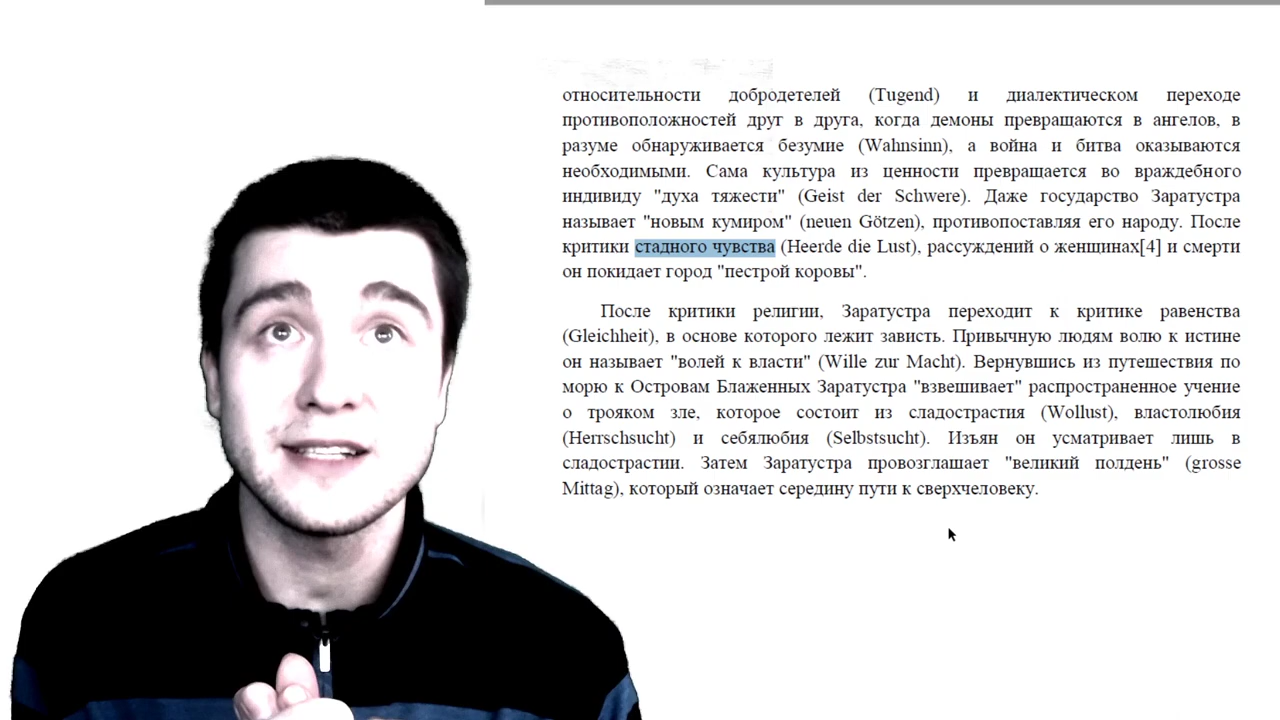 относительности добродетелей (Tugend) и диалектическом переходе
противоположностей друг в друга, когда демоны превращаются в ангелов, в
разуме обнаруживается безумие (Wahnsinn), а война и битва оказываются
необходимыми. Сама культура из ценности превращается во враждебного
индивиду "духа тяжести" (Geist der Schwere). Даже государство Заратустра
называет "новым кумиром" (neuen Götzen), противопоставляя его народу. После
критики стадного чувства (Heerde die Lust), рассуждений о женщинах[4] и смерти
он покидает город "пестрой коровы".
После критики религии, Заратустра переходит к критике равенства
(Gleichheit), в основе которого лежит зависть. Привычную людям волю к истине
он называет "волей к власти" (Wille zur Macht). Вернувшись из путешествия по
морю к Островам Блаженных Заратустра "взвешивает" распространенное учение
о трояком зле, которое состоит из сладострастия (Wollust), властолюбия
(Herrschsucht) и себялюбия (Selbstsucht). Изъян он усматривает лишь в
сладострастии. Затем Заратустра провозглашает "великий полдень" (grosse
Mittag), который означает середину пути к сверхчеловеку.